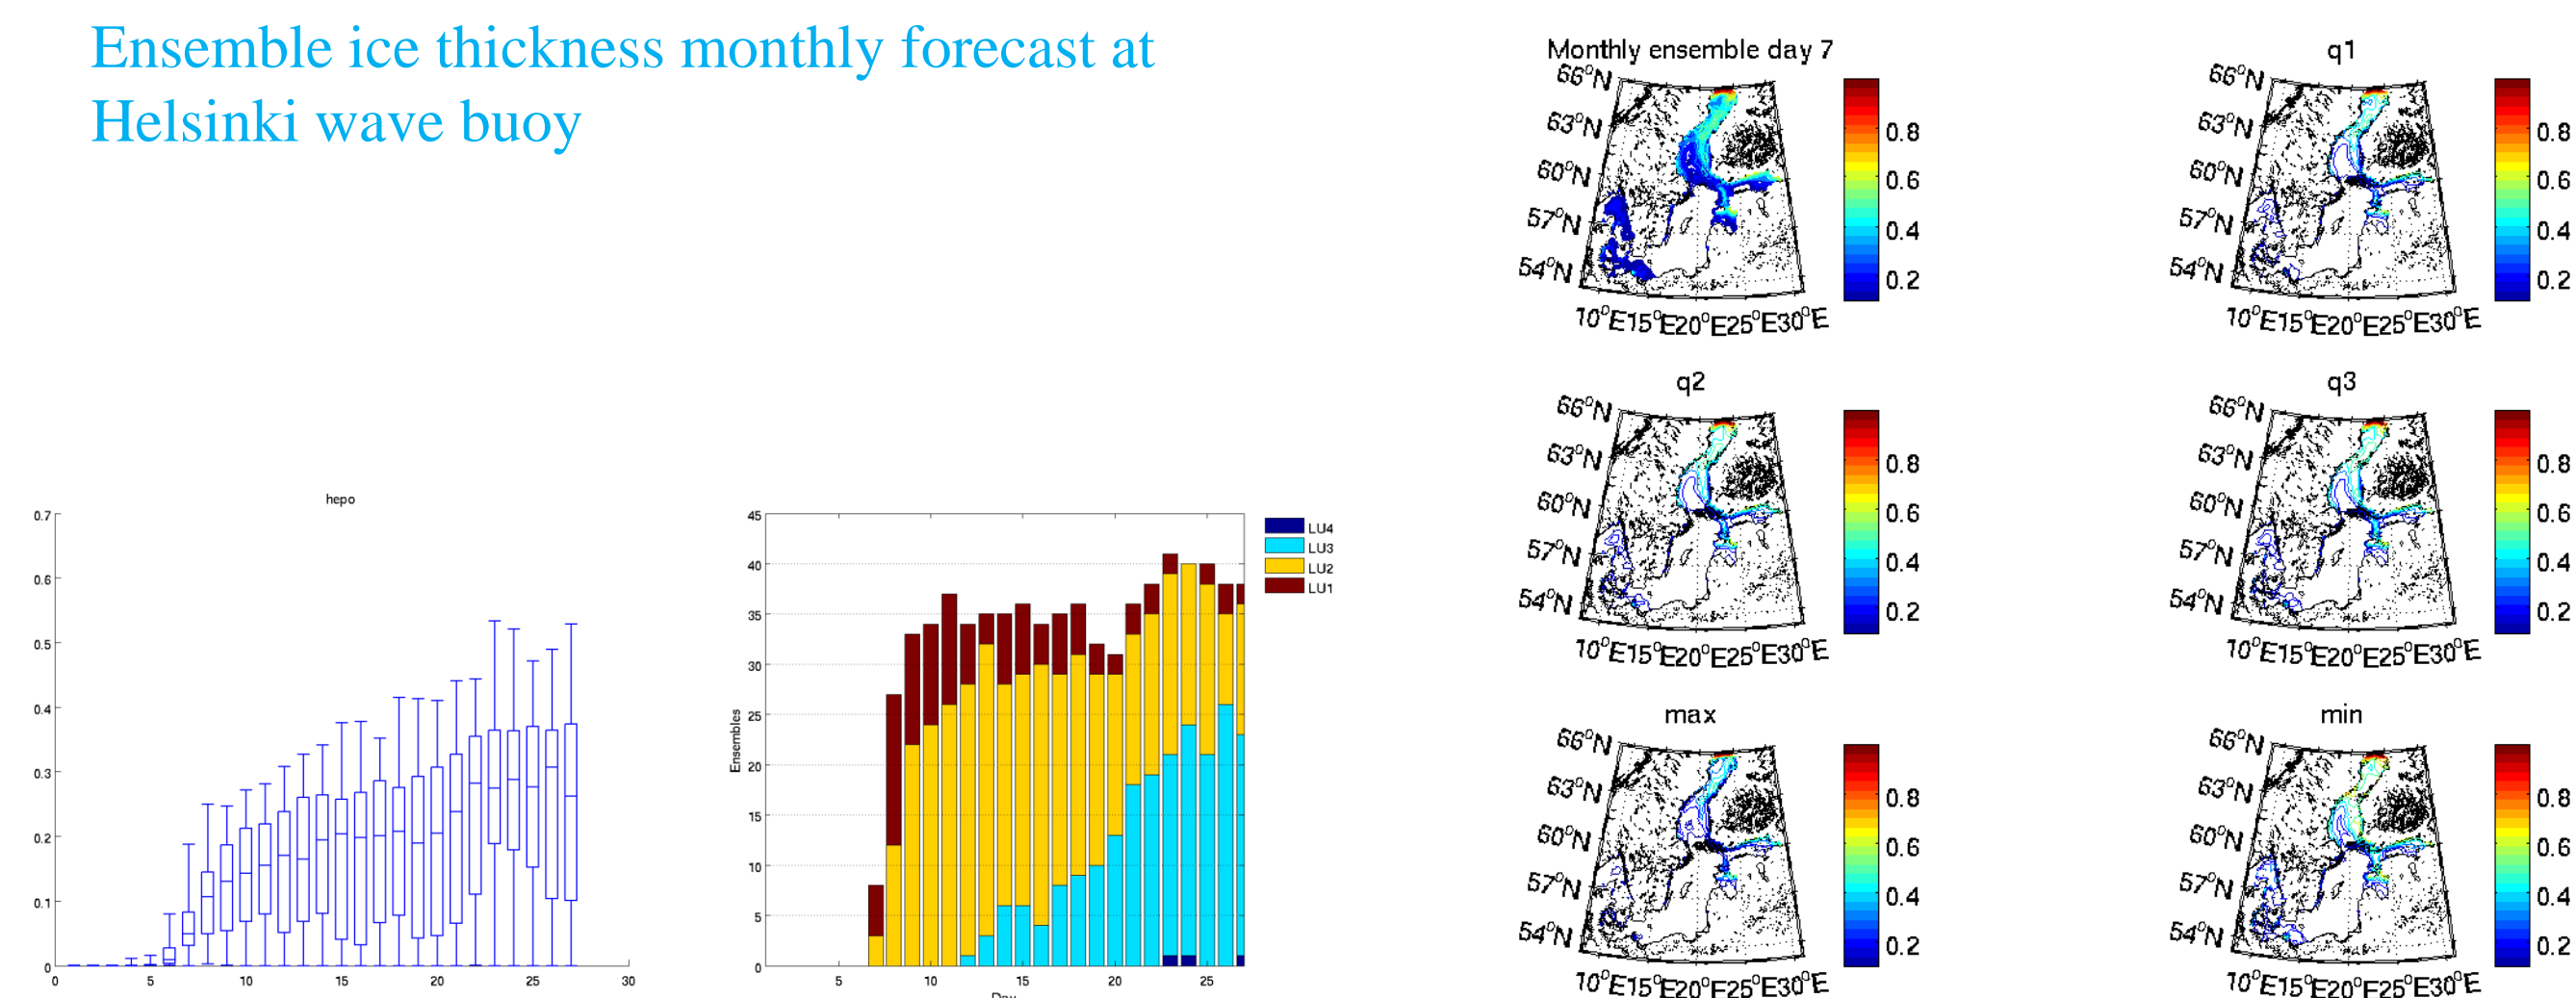 Ensemble ice thickness monthly forecast at
Helsinki wave buoy
hepo
0.7
0.6
0.5
0.4
0.3
0.2
0.1
0
0 5 10 15 20 25 30
45
40
35
30
25
20
15
10
5
0
Ensembles
5 10 15 20 25
Day
LU4
LU3
LU2
LU1
Monthly ensemble day 7
66°N
63°N
60°N
57°N
54°N
10°E15°E20°E25°E30°E
0.8
0.6
0.4
0.2
q1
66°N
63°N
60°N
57°N
54°N
10°E15°E20°E25°E30°E
0.8
0.6
0.4
0.2
q2
66°N
63°N
60°N
57°N
54°N
10°E15°E20°E25°E30°E
0.8
0.6
0.4
0.2
q3
66°N
63°N
60°N
57°N
54°N
10°E15°E20°E25°E30°E
0.8
0.6
0.4
0.2
max
66°N
63°N
60°N
57°N
54°N
10°E15°E20°E25°E30°E
0.8
0.6
0.4
0.2
min
66°N
63°N
60°N
57°N
54°N
10°E15°E20°E25°E30°E
0.8
0.6
0.4
0.2